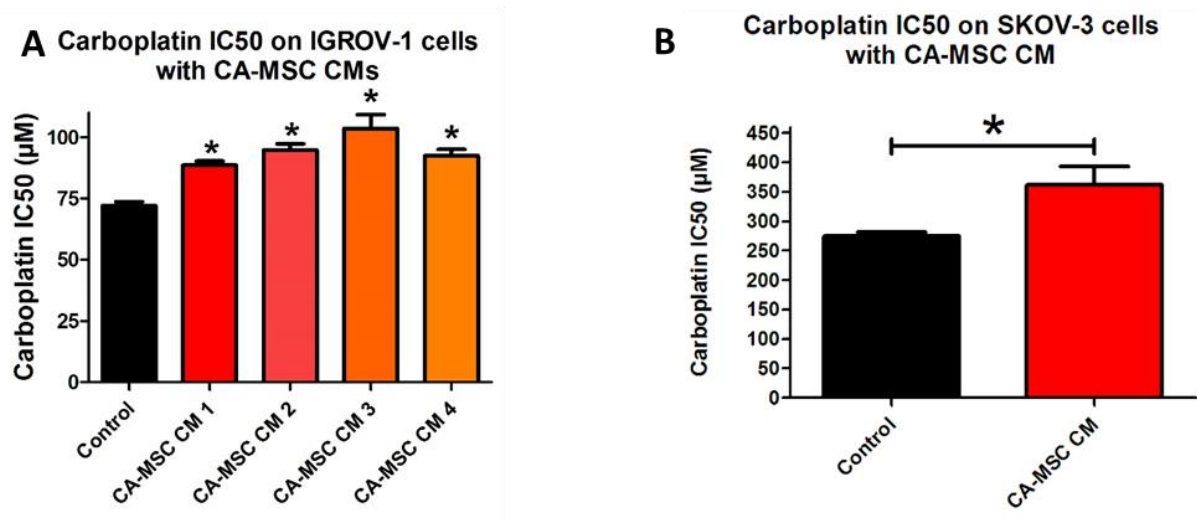 A Carboplatin IC50 on IGROV-1 cells
with CA-MSC CMs
Carboplatin IC50 (µM)
100
75
50
25
0
*
*
*
*
Control
CA-MSC CM 1
CA-MSC CM 2
CA-MSC CM 3
CA-MSC CM 4
B Carboplatin IC50 on SKOV-3 cells
with CA-MSC CM
Carboplatin IC50 (µM)
450
400
350
300
250
200
150
100
50
0
*
Control
CA-MSC CM